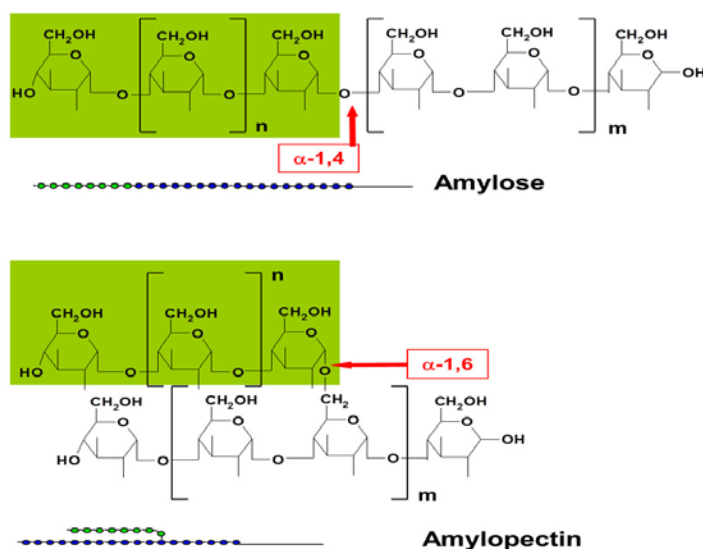 CH₂OH CH₂OH CH₂OH CH₂OH CH₂OH CH₂OH
O O O O O O
OH
HO O O O O O
n m
α-1,4
Amylose
n
CH₂OH CH₂OH CH₂OH
O O O
HO O O O
α-1,6
CH₂OH CH₂OH CH₂ CH₂OH
O O O O
OH
HO O O O
m
Amylopectin